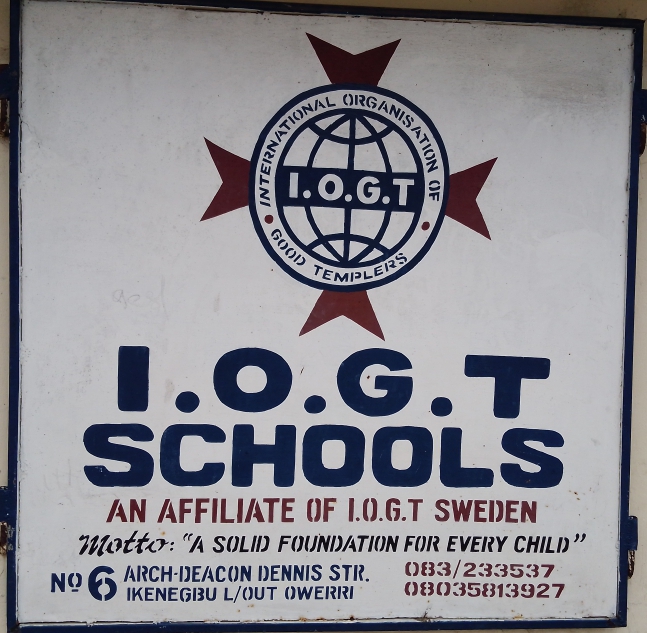 INTERNATIONAL ORGANISATION OF
I.O.G.T
GOOD TEMPLERS
I.O.G.T
SCHOOLS
AN AFFILIATE OF I.O.G.T SWEDEN
Motto: "A SOLID FOUNDATION FOR EVERY CHILD"
No 6 ARCH-DEACON DENNIS STR. 083/233537
IKENEGBU L/OUT OWERRI 08035813927